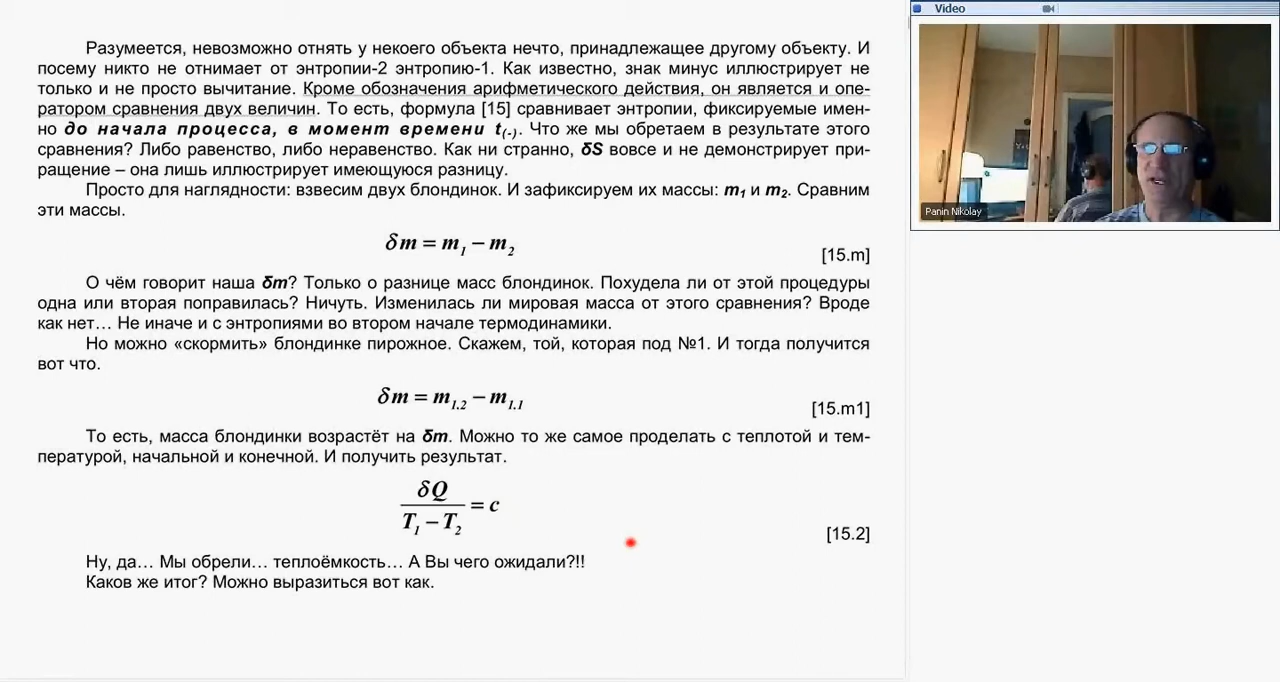 Разумеется, невозможно отнять у некоего объекта нечто, принадлежащее другому объекту. И
посему никто не отнимает от энтропии-2 энтропию-1. Как известно, знак минус иллюстрирует не
только и не просто вычитание. Кроме обозначения арифметического действия, он является и опе-
ратором сравнения двух величин. То есть, формула [15] сравнивает энтропии, фиксируемые имен-
но до начала процесса, в момент времени t(-). Что же мы обретаем в результате этого
сравнения? Либо равенство, либо неравенство. Как ни странно, δS вовсе и не демонстрирует при-
ращение – она лишь иллюстрирует имеющуюся разницу.
Просто для наглядности: взвесим двух блондинок. И зафиксируем их массы: m1 и m2. Сравним
эти массы.
δm = m1 − m2
[15.m]
О чём говорит наша δm? Только о разнице масс блондинок. Похудела ли от этой процедуры
одна или вторая поправилась? Ничуть. Изменилась ли мировая масса от этого сравнения? Вроде
как нет… Не иначе и с энтропиями во втором начале термодинамики.
Но можно «скормить» блондинке пирожное. Скажем, той, которая под №1. И тогда получится
вот что.
δm = m1.2 − m1.1
[15.m1]
То есть, масса блондинки возрастёт на δm. Можно то же самое проделать с теплотой и тем-
пературой, начальной и конечной. И получить результат.
δQ
T1 − T2
= c
[15.2]
Ну, да… Мы обрели… теплоёмкость… А Вы чего ожидали?!!
Каков же итог? Можно выразиться вот как.
Video
Panin Nikolay